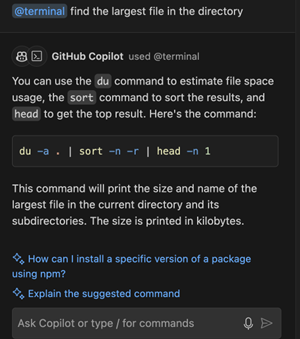 @terminal find the largest file in the directory
GitHub Copilot used @terminal
You can use the du command to estimate file space
usage, the sort command to sort the results, and
head to get the top result. Here's the command:
du -a . | sort -n -r | head -n 1
This command will print the size and name of the
largest file in the current directory and its
subdirectories. The size is printed in kilobytes.
How can I install a specific version of a package
using npm?
Explain the suggested command
Ask Copilot or type / for commands